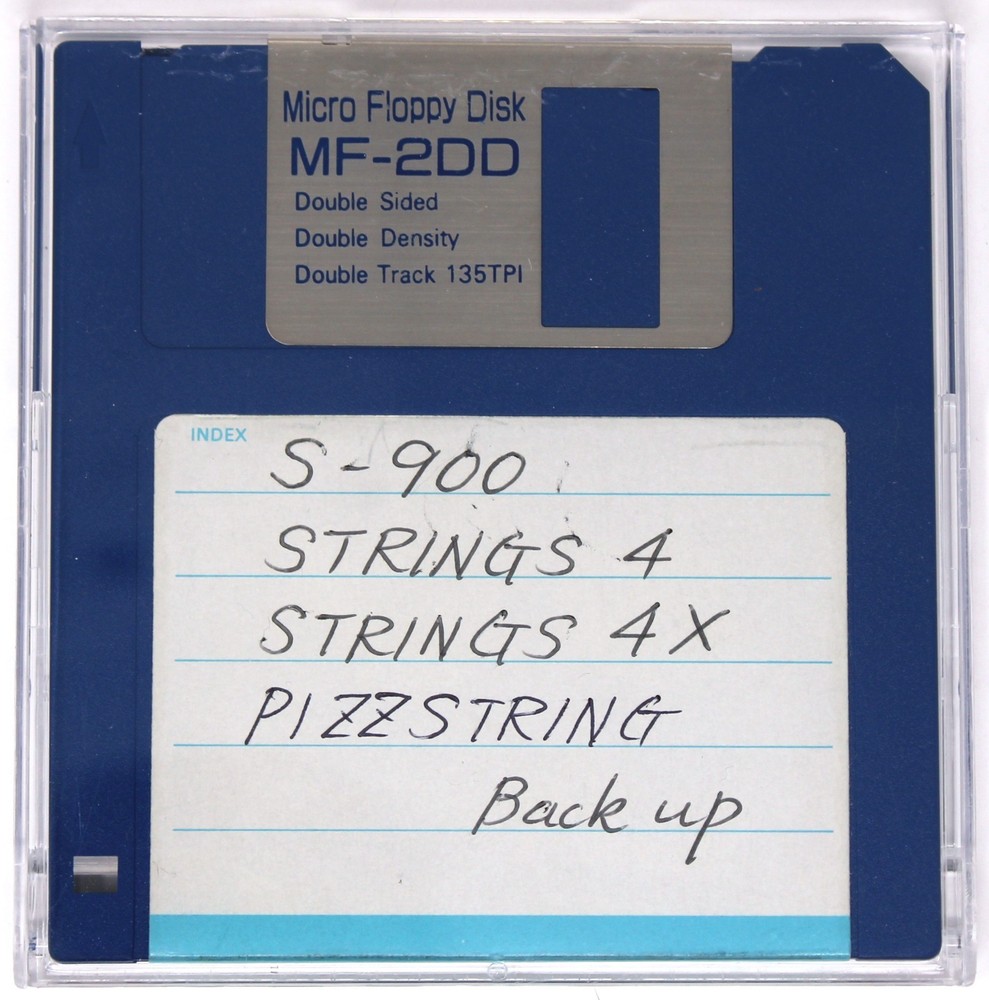 Micro Floppy Disk
MF-2DD
Double Sided
Double Density
Double Track 135TPI
INDEX
S-900
STRINGS 4
STRINGS 4X
PIZZSTRING
Back up